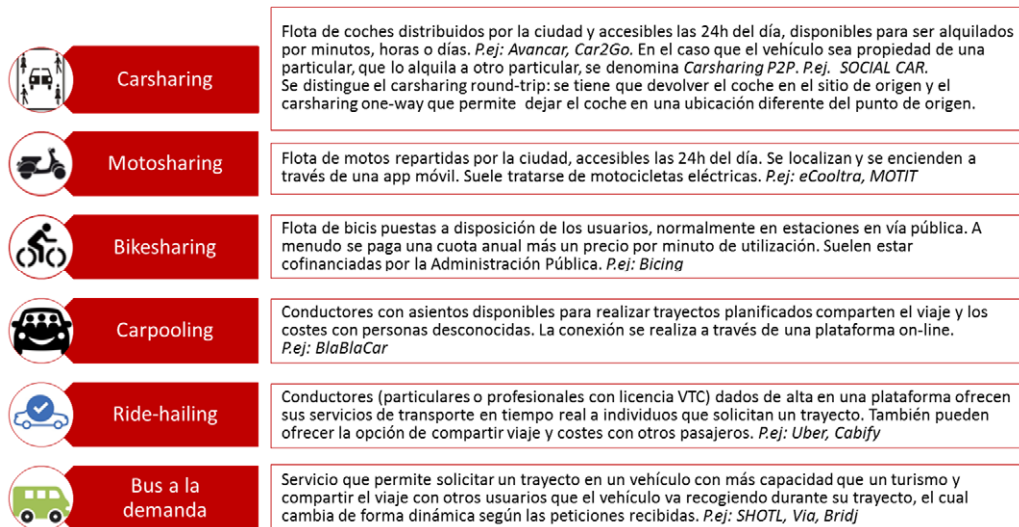 Carsharing
Flota de coches distribuidos por la ciudad y accesibles las 24h del día, disponibles para ser alquilados
por minutos, horas o días. P.ej: Avancar, Car2Go. En el caso que el vehículo sea propiedad de una
particular, que lo alquila a otro particular, se denomina Carsharing P2P. P.ej. SOCIAL CAR.
Se distingue el carsharing round-trip: se tiene que devolver el coche en el sitio de origen y el
carsharing one-way que permite dejar el coche en una ubicación diferente del punto de origen.
Motosharing
Flota de motos repartidas por la ciudad, accesibles las 24h del día. Se localizan y se encienden a
través de una app móvil. Suele tratarse de motocicletas eléctricas. P.ej: eCooltra, MOTIT
Bikesharing
Flota de bicis puestas a disposición de los usuarios, normalmente en estaciones en vía pública. A
menudo se paga una cuota anual más un precio por minuto de utilización. Suelen estar
cofinanciadas por la Administración Pública. P.ej: Bicing
Carpooling
Conductores con asientos disponibles para realizar trayectos planificados comparten el viaje y los
costes con personas desconocidas. La conexión se realiza a través de una plataforma on-line.
P.ej: BlaBlaCar
Ride-hailing
Conductores (particulares o profesionales con licencia VTC) dados de alta en una plataforma ofrecen
sus servicios de transporte en tiempo real a individuos que solicitan un trayecto. También pueden
ofrecer la opción de compartir viaje y costes con otros pasajeros. P.ej: Uber, Cabify
Bus a la
demanda
Servicio que permite solicitar un trayecto en un vehículo con más capacidad que un turismo y
compartir el viaje con otros usuarios que el vehículo va recogiendo durante su trayecto, el cual
cambia de forma dinámica según las peticiones recibidas. P.ej: SHOTL, Via, Bridj